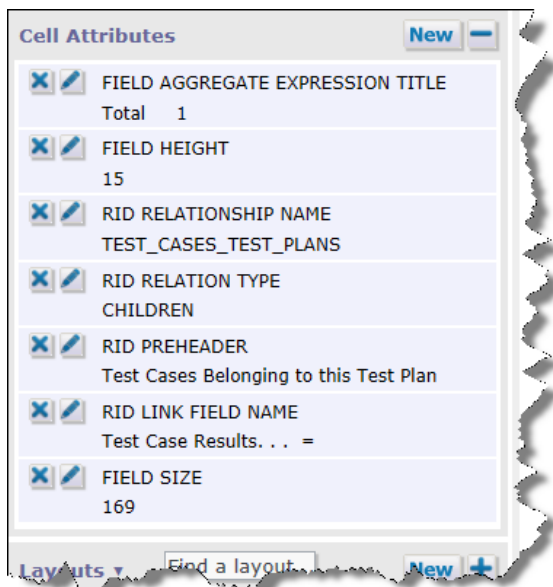 Cell Attributes New
FIELD AGGREGATE EXPRESSION TITLE
Total 1
FIELD HEIGHT
15
RID RELATIONSHIP NAME
TEST_CASES_TEST_PLANS
RID RELATION TYPE
CHILDREN
RID PREHEADER
Test Cases Belonging to this Test Plan
RID LINK FIELD NAME
Test Case Results. . . =
FIELD SIZE
169
Layouts Find a layout New